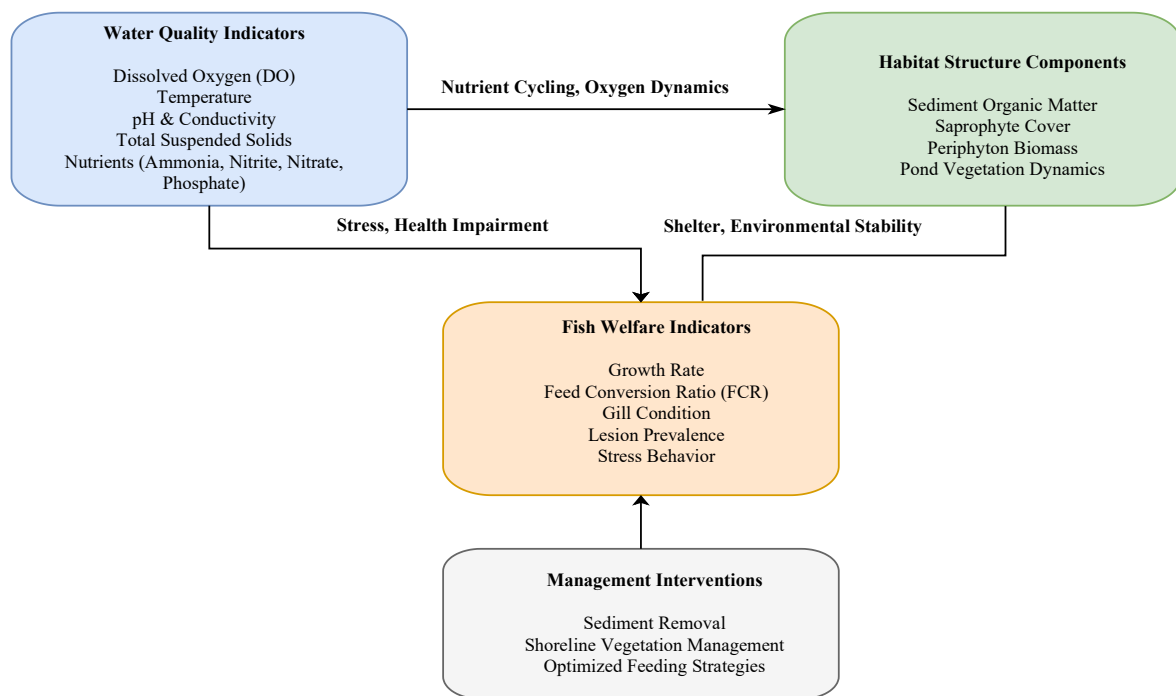 Water Quality Indicators
Dissolved Oxygen (DO)
Temperature
pH & Conductivity
Total Suspended Solids
Nutrients (Ammonia, Nitrite, Nitrate,
Phosphate)
Nutrient Cycling, Oxygen Dynamics
Habitat Structure Components
Sediment Organic Matter
Saprophyte Cover
Periphyton Biomass
Pond Vegetation Dynamics
Stress, Health Impairment
Shelter, Environmental Stability
Fish Welfare Indicators
Growth Rate
Feed Conversion Ratio (FCR)
Gill Condition
Lesion Prevalence
Stress Behavior
Management Interventions
Sediment Removal
Shoreline Vegetation Management
Optimized Feeding Strategies